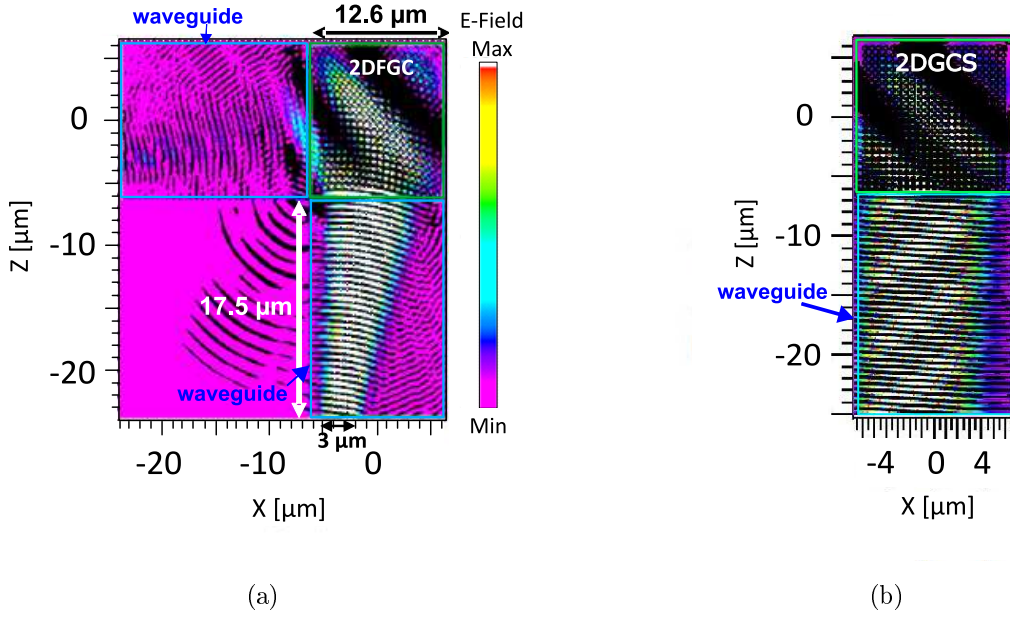 waveguide
12.6 µm
E-Field
Max
2DFGC
0
-10
-20
Z [µm]
17.5 µm
waveguide
3 µm
Min
-20 -10 0
X [µm]
(a)
2DGCS
0
-10
-20
Z [µm]
waveguide
-4 0 4
X [µm]
(b)